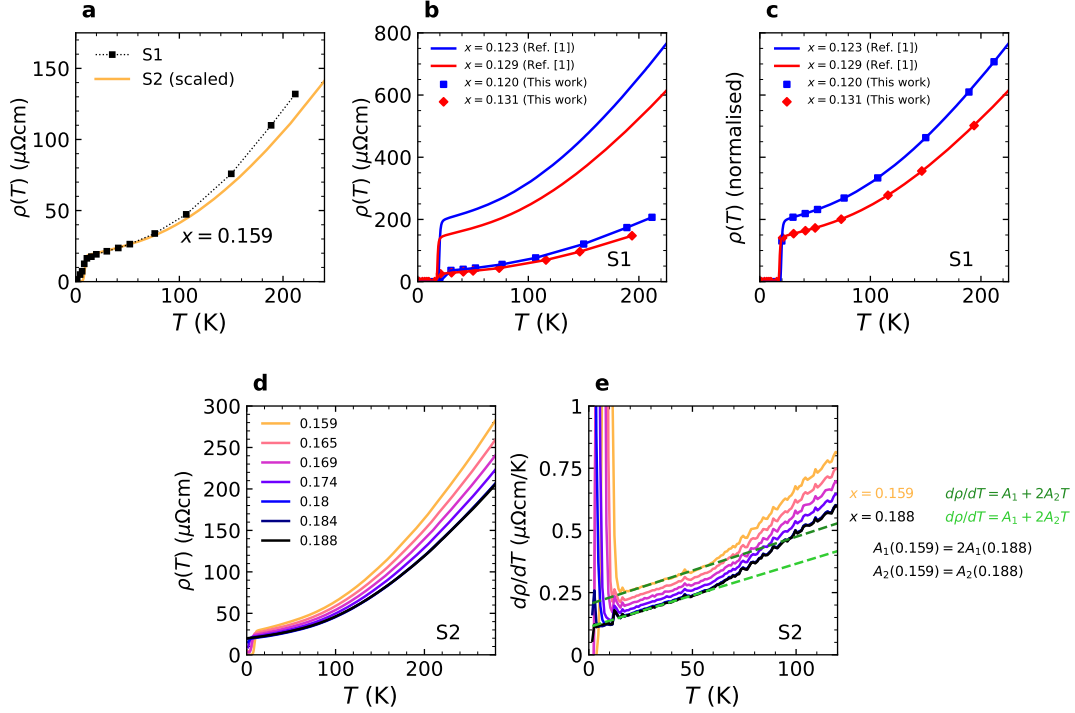 a
S1
S2 (scaled)
x = 0.159
ρ(T) (μΩcm)
0
50
100
150
0
100
200
T (K)
b
x = 0.123 (Ref. [1])
x = 0.129 (Ref. [1])
x = 0.120 (This work)
x = 0.131 (This work)
S1
ρ(T) (μΩcm)
0
200
400
600
800
0
100
200
T (K)
c
x = 0.123 (Ref. [1])
x = 0.129 (Ref. [1])
x = 0.120 (This work)
x = 0.131 (This work)
S1
ρ(T) (normalised)
0
100
200
T (K)
d
0.159
0.165
0.169
0.174
0.18
0.184
0.188
S2
ρ(T) (μΩcm)
0
50
100
150
200
250
300
0
100
200
T (K)
e
S2
dρ/dT (μΩcm/K)
0
0.25
0.5
0.75
1
0
50
100
T (K)
x = 0.159 dρ/dT = A₁ + 2A₂T
x = 0.188 dρ/dT = A₁ + 2A₂T
A₁(0.159) = 2A₁(0.188)
A₂(0.159) = A₂(0.188)